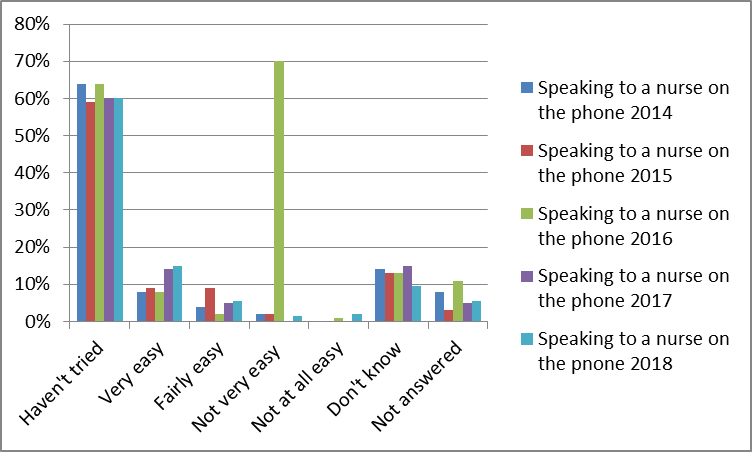 80%
70%
60%
50%
40%
30%
20%
10%
0%
Haven't tried
Very easy
Fairly easy
Not very easy
Not at all easy
Don't know
Not answered
Speaking to a nurse on
the phone 2014
Speaking to a nurse on
the phone 2015
Speaking to a nurse on
the phone 2016
Speaking to a nurse on
the phone 2017
Speaking to a nurse on
the pnone 2018